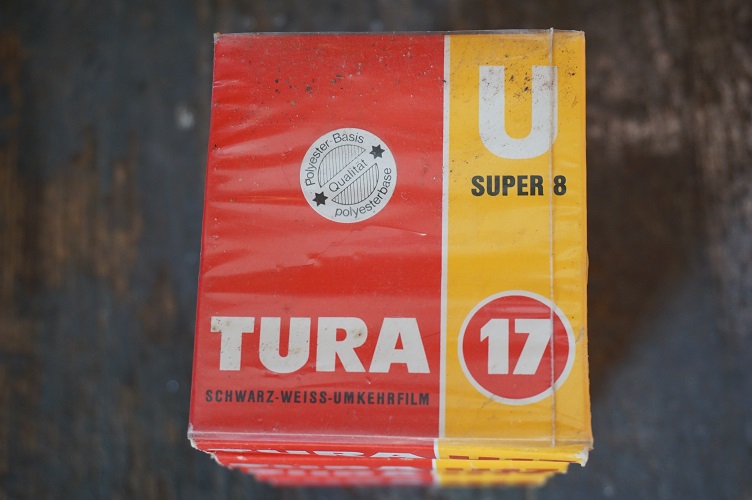 U
SUPER 8
Polyester-Basis
Qualität
polyesterbase
TURA
17
SCHWARZ-WEISS-UMKEHRFILM